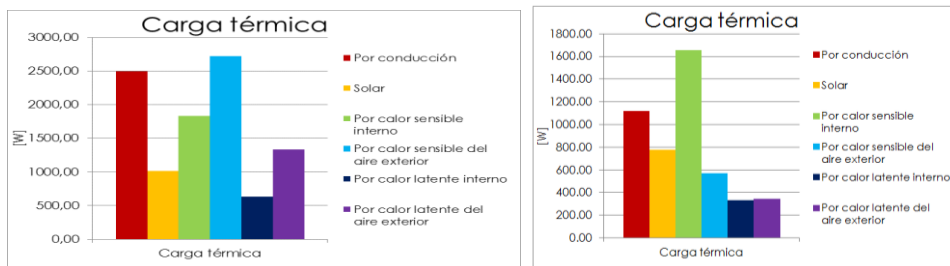 Carga térmica
3000,00
2500,00
2000,00
1500,00
1000,00
500,00
0,00
[W]
Carga térmica
Por conducción
Solar
Por calor sensible
interno
Por calor sensible del
aire exterior
Por calor latente interno
Por calor latente del
aire exterior
Carga térmica
1800.00
1600.00
1400.00
1200.00
1000.00
800.00
600.00
400.00
200.00
0.00
[W]
Carga térmica
Por conducción
Solar
Por calor sensible
interno
Por calor sensible del
aire exterior
Por calor latente interno
Por calor latente del
aire exterior